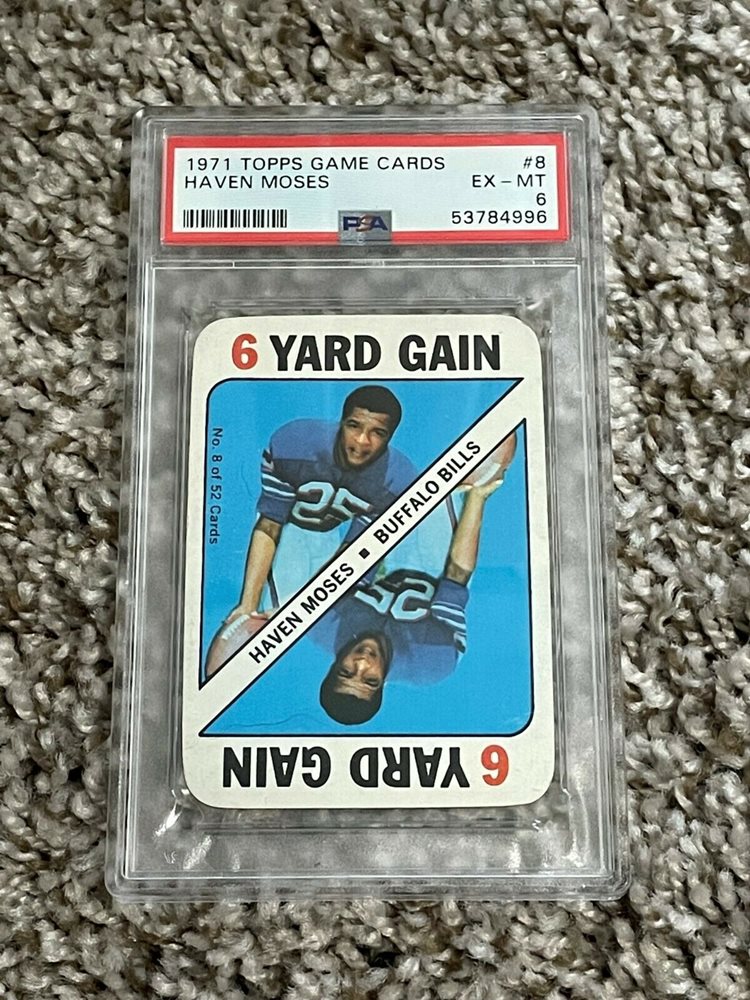 1971 TOPPS GAME CARDS #8
HAVEN MOSES EX - MT
6
53784996
PSA
6 YARD GAIN
No. 8 of 52 Cards
25
HAVEN MOSES ▪ BUFFALO BILLS
25
6 YARD GAIN